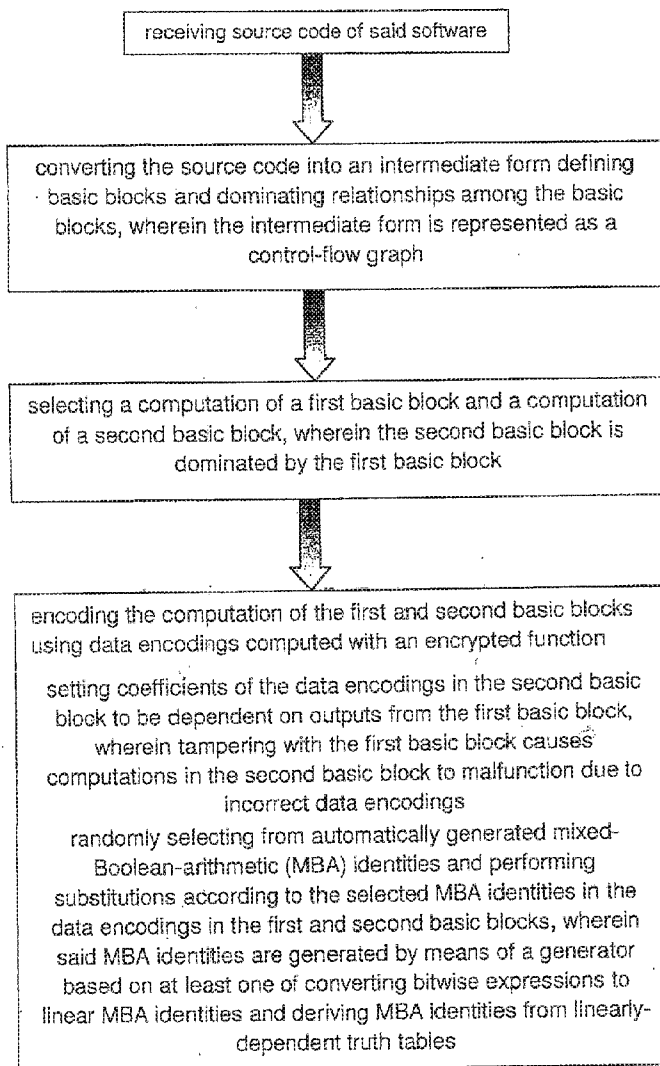 receiving source code of said software
converting the source code into an intermediate form defining
basic blocks and dominating relationships among the basic
blocks, wherein the intermediate form is represented as a
control-flow graph
selecting a computation of a first basic block and a computation
of a second basic block, wherein the second basic block is
dominated by the first basic block
encoding the computation of the first and second basic blocks
using data encodings computed with an encrypted function
setting coefficients of the data encodings in the second basic
block to be dependent on outputs from the first basic block,
wherein tampering with the first basic block causes
computations in the second basic block to malfunction due to
incorrect data encodings
randomly selecting from automatically generated mixed-
Boolean-arithmetic (MBA) identities and performing
substitutions according to the selected MBA identities in the
data encodings in the first and second basic blocks, wherein
said MBA identities are generated by means of a generator
based on at least one of converting bitwise expressions to
linear MBA identities and deriving MBA identities from linearly-
dependent truth tables